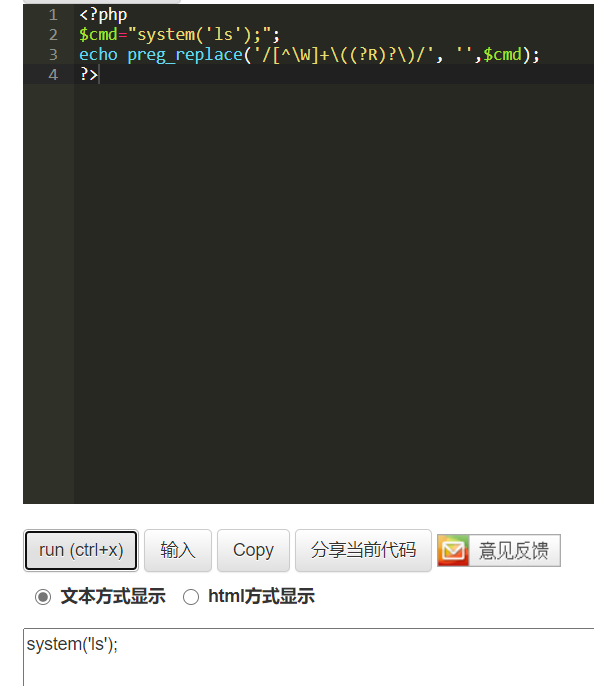 1 <?php
2 $cmd="system('ls');";
3 echo preg_replace('/[^\W]+\((?R)?\)/', '',$cmd);
4 ?>
run (ctrl+x) 输入 Copy 分享当前代码 意见反馈
文本方式显示 html方式显示
system('ls');